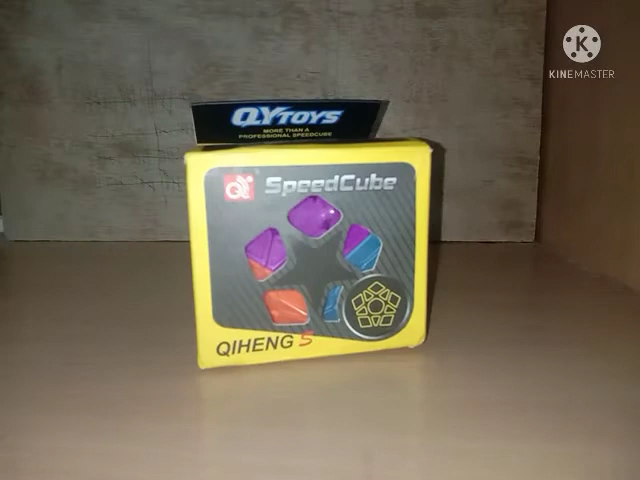 KINEMASTER
QYTOYS
MORE THAN A
PROFESSIONAL SPEEDCUBE
SpeedCube
QIHENG S